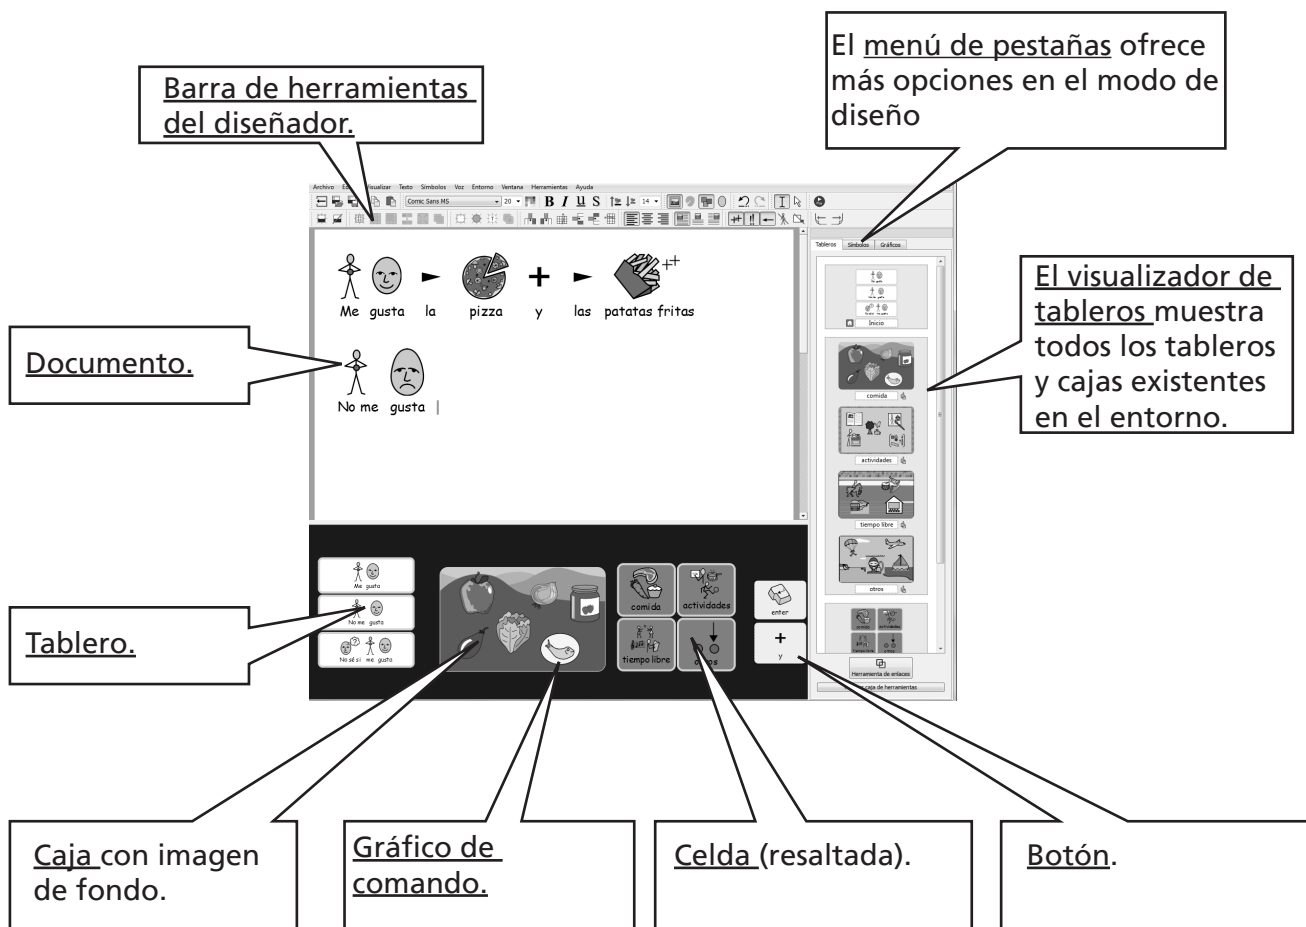 El menú de pestañas ofrece
más opciones en el modo de
diseño
Barra de herramientas
del diseñador.
Archivo
Visualizar Texto Símbolos Voz Entorno Ventana Herramientas Ayuda
Comic Sans MS 20 B I U S 14
Tableros Símbolos Gráficos
Me gusta la pizza y las patatas fritas
No me gusta
Inicio
comida
actividades
tiempo libre
otros
El visualizador de
tableros muestra
todos los tableros
y cajas existentes
en el entorno.
Documento.
Tablero.
Me gusta
No me gusta
No sé si me gusta
comida actividades
tiempo libre
enter
y
Herramienta de enlaces
caja de herramientas
Caja con imagen
de fondo.
Gráfico de
comando.
Celda (resaltada).
Botón.